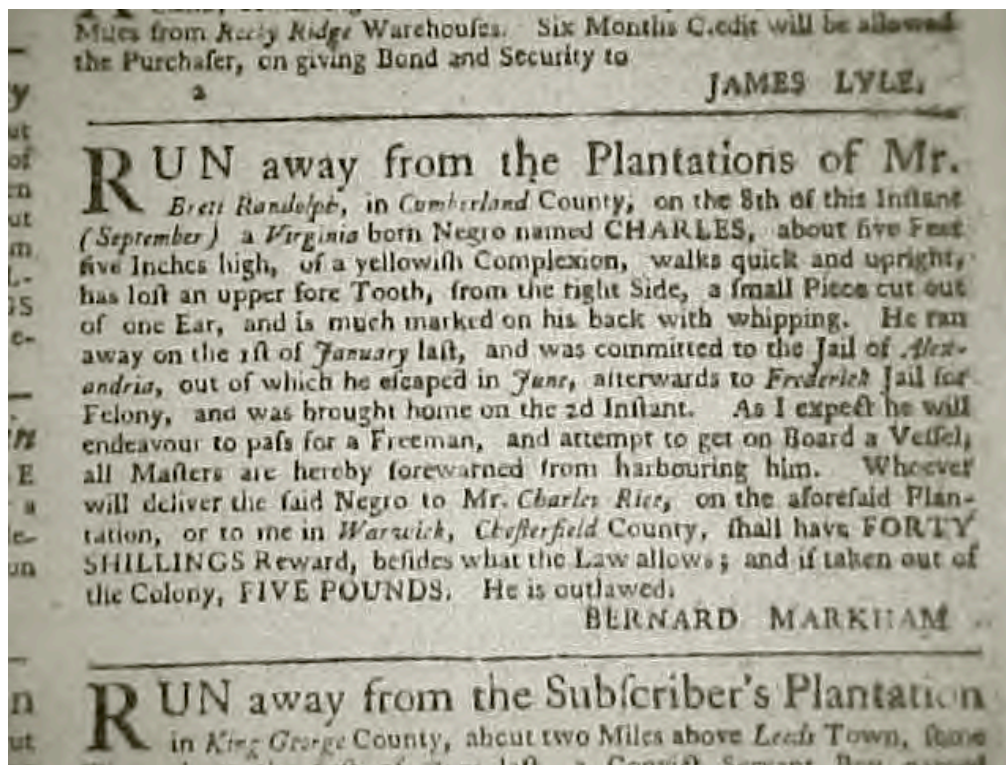 Miles from Rocky Ridge Warehouſes. Six Months Credit will be allowed
the Purchaſer, on giving Bond and Security to
2 JAMES LYLE.
RUN away from the Plantations of Mr.
Brett Randolph, in Cumberland County, on the 8th of this Inſtant
(September) a Virginia born Negro named CHARLES, about five Feet
five Inches high, of a yellowiſh Complexion, walks quick and upright,
has loſt an upper fore Tooth, from the right Side, a ſmall Piece cut out
of one Ear, and is much marked on his back with whipping. He ran
away on the 1ſt of January laſt, and was committed to the Jail of Alex-
andria, out of which he eſcaped in June, afterwards to Frederick Jail for
Felony, and was brought home on the 2d Inſtant. As I expect he will
endeavour to paſs for a Freeman, and attempt to get on Board a Veſſel,
all Maſters are hereby forewarned from harbouring him. Whoever
will deliver the ſaid Negro to Mr. Charles Rice, on the aforeſaid Plan-
tation, or to me in Warwick, Cheſterfield County, ſhall have FORTY
SHILLINGS Reward, beſides what the Law allows; and if taken out of
the Colony, FIVE POUNDS. He is outlawed.
BERNARD MARKHAM
RUN away from the Subſcriber's Plantation
in King George County, about two Miles above Leeds Town, ſome